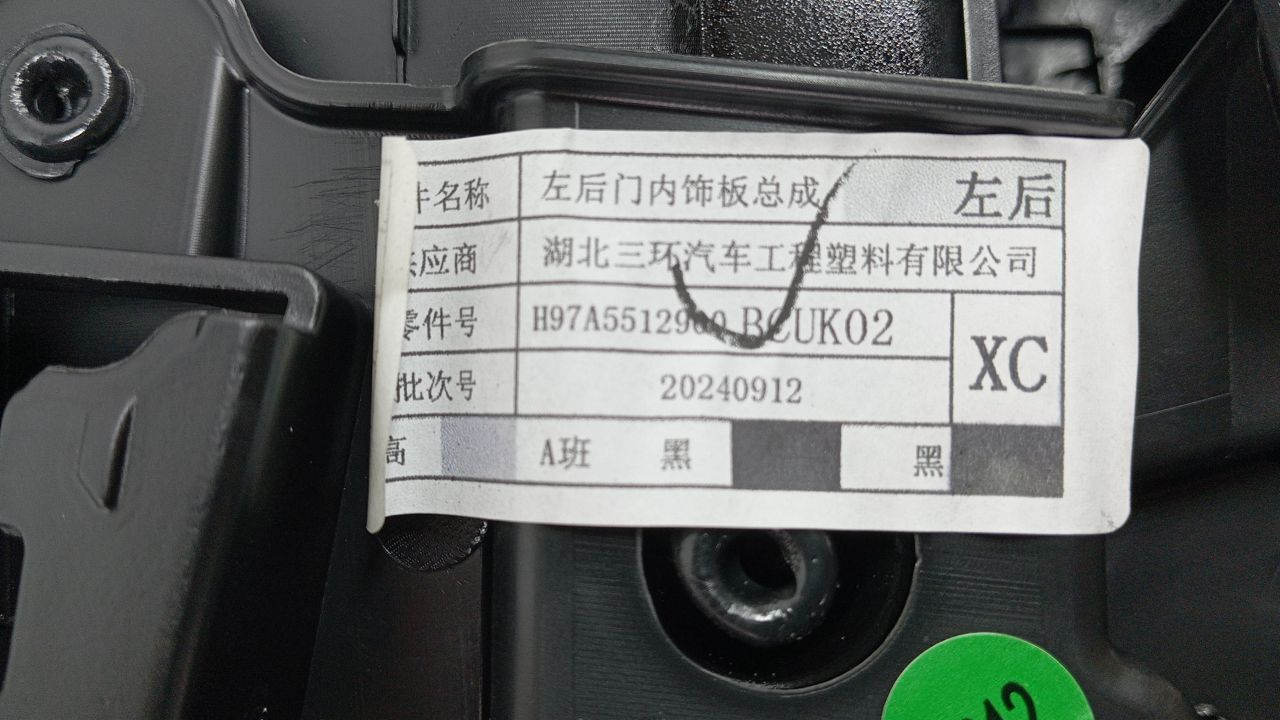 件名称 左后门内饰板总成 左后
供应商 湖北三环汽车工程塑料有限公司
零件号 H97A5512900 BCUK02 XC
批次号 20240912
高 A班 黑 黑